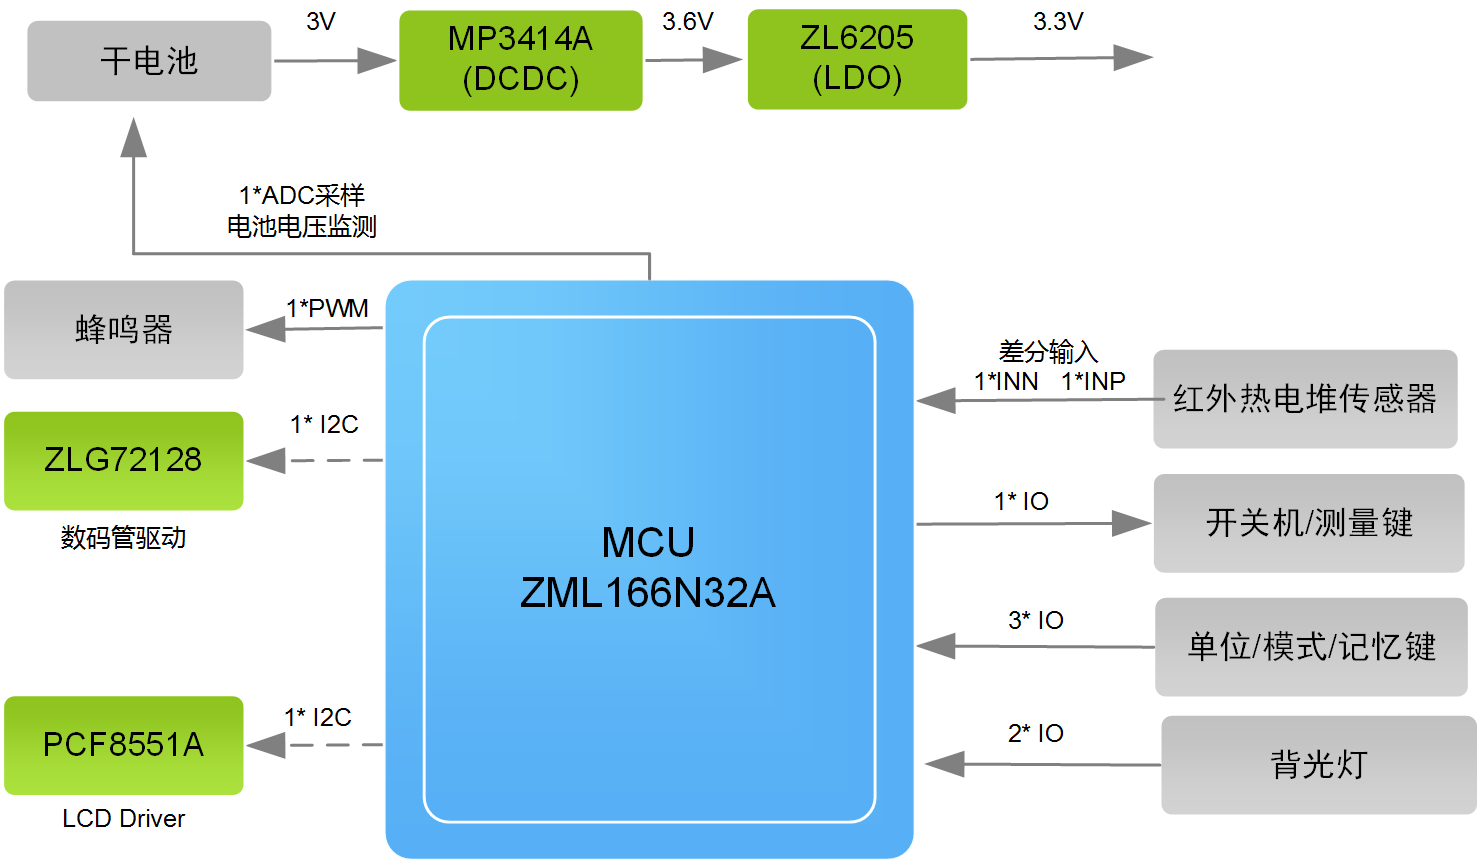 干电池
3V
MP3414A
(DCDC)
3.6V
ZL6205
(LDO)
3.3V
1*ADC采样
电池电压监测
蜂鸣器
1*PWM
ZLG72128
数码管驱动
1* I2C
PCF8551A
LCD Driver
1* I2C
MCU
ZML166N32A
差分输入
1*INN 1*INP
红外热电堆传感器
1* IO
开关机/测量键
3* IO
单位/模式/记忆键
2* IO
背光灯